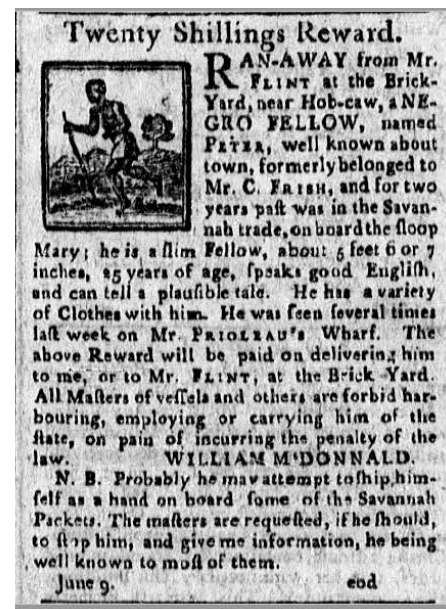 Twenty Shillings Reward.
RAN-AWAY from Mr.
FLINT at the Brick-
Yard, near Hob-caw, a NE-
GRO FELLOW, named
PETER, well known about
town, formerly belonged to
Mr. C. FRISH, and for two
years paſt was in the Savan-
nah trade, on board the ſloop
Mary; he is a ſlim Fellow, about 5 feet 6 or 7
inches, 25 years of age, ſpeaks good Engliſh,
and can tell a plauſible tale. He has a variety
of Clothes with him. He was ſeen ſeveral times
laſt week on Mr. PRIOLEAU's Wharf. The
above Reward will be paid on delivering him
to me, or to Mr. FLINT, at the Brick Yard.
All Maſters of veſſels and others are forbid har-
bouring, employing or carrying him of the
ſtate, on pain of incurring the penalty of the
law. WILLIAM M'DONNALD.
N. B. Probably he may attempt to ſhip him-
ſelf as a hand on board ſome of the Savannah
Packets. The maſters are requeſted, if he ſhould,
to ſtop him, and give me information, he being
well known to moſt of them.
June 9. eod